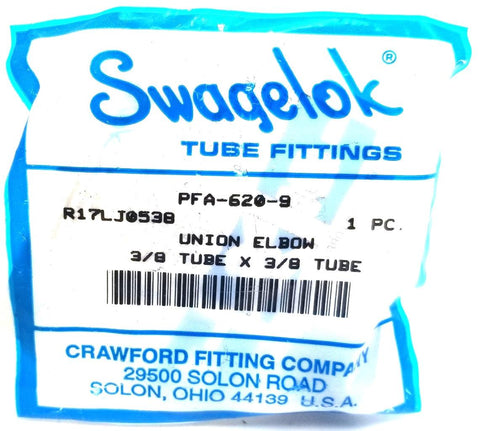 Swagelok®
TUBE FITTINGS
PFA-620-9
R17LJ0538 1 PC.
UNION ELBOW
3/8 TUBE X 3/8 TUBE
CRAWFORD FITTING COMPANY
29500 SOLON ROAD
SOLON, OHIO 44139 U.S.A.